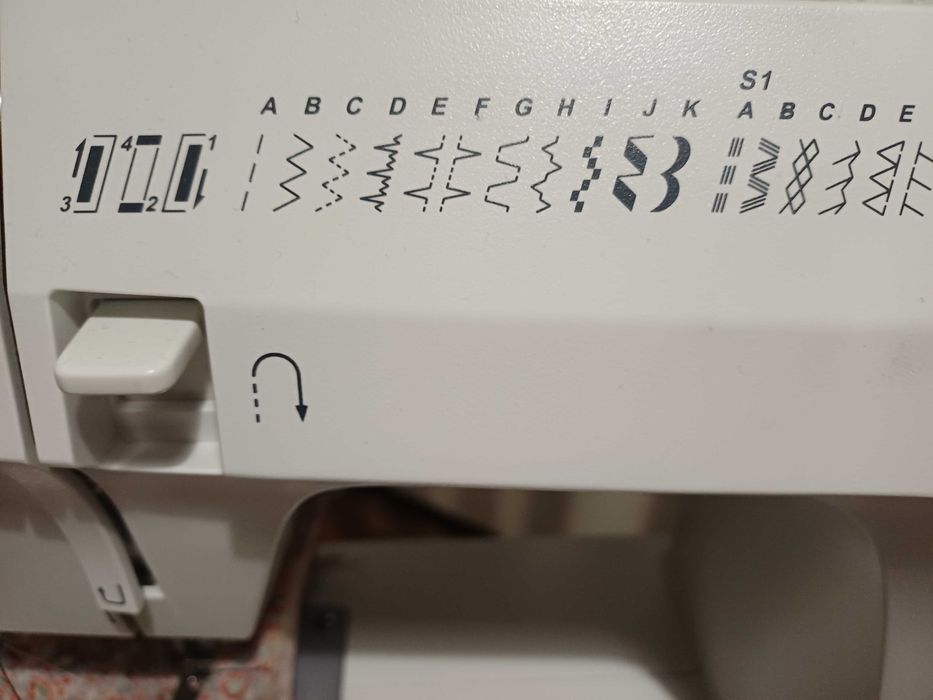 S1
A B C D E F G H I J K A B C D E
1 4 1
3 2